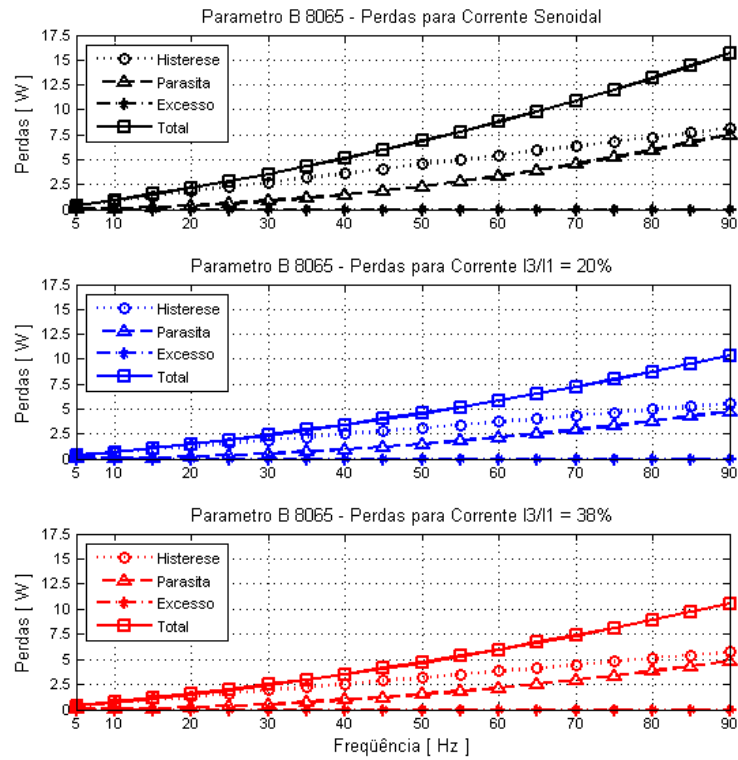 Parametro B 8065 - Perdas para Corrente Senoidal
17.5
15
12.5
10
7.5
5
2.5
0
Perdas [ W ]
Histerese
Parasita
Excesso
Total
5 10 20 30 40 50 60 70 80 90
Parametro B 8065 - Perdas para Corrente I3/I1 = 20%
17.5
15
12.5
10
7.5
5
2.5
0
Perdas [ W ]
Histerese
Parasita
Excesso
Total
5 10 20 30 40 50 60 70 80 90
Parametro B 8065 - Perdas para Corrente I3/I1 = 38%
17.5
15
12.5
10
7.5
5
2.5
0
Perdas [ W ]
Histerese
Parasita
Excesso
Total
5 10 20 30 40 50 60 70 80 90
Freqüência [ Hz ]